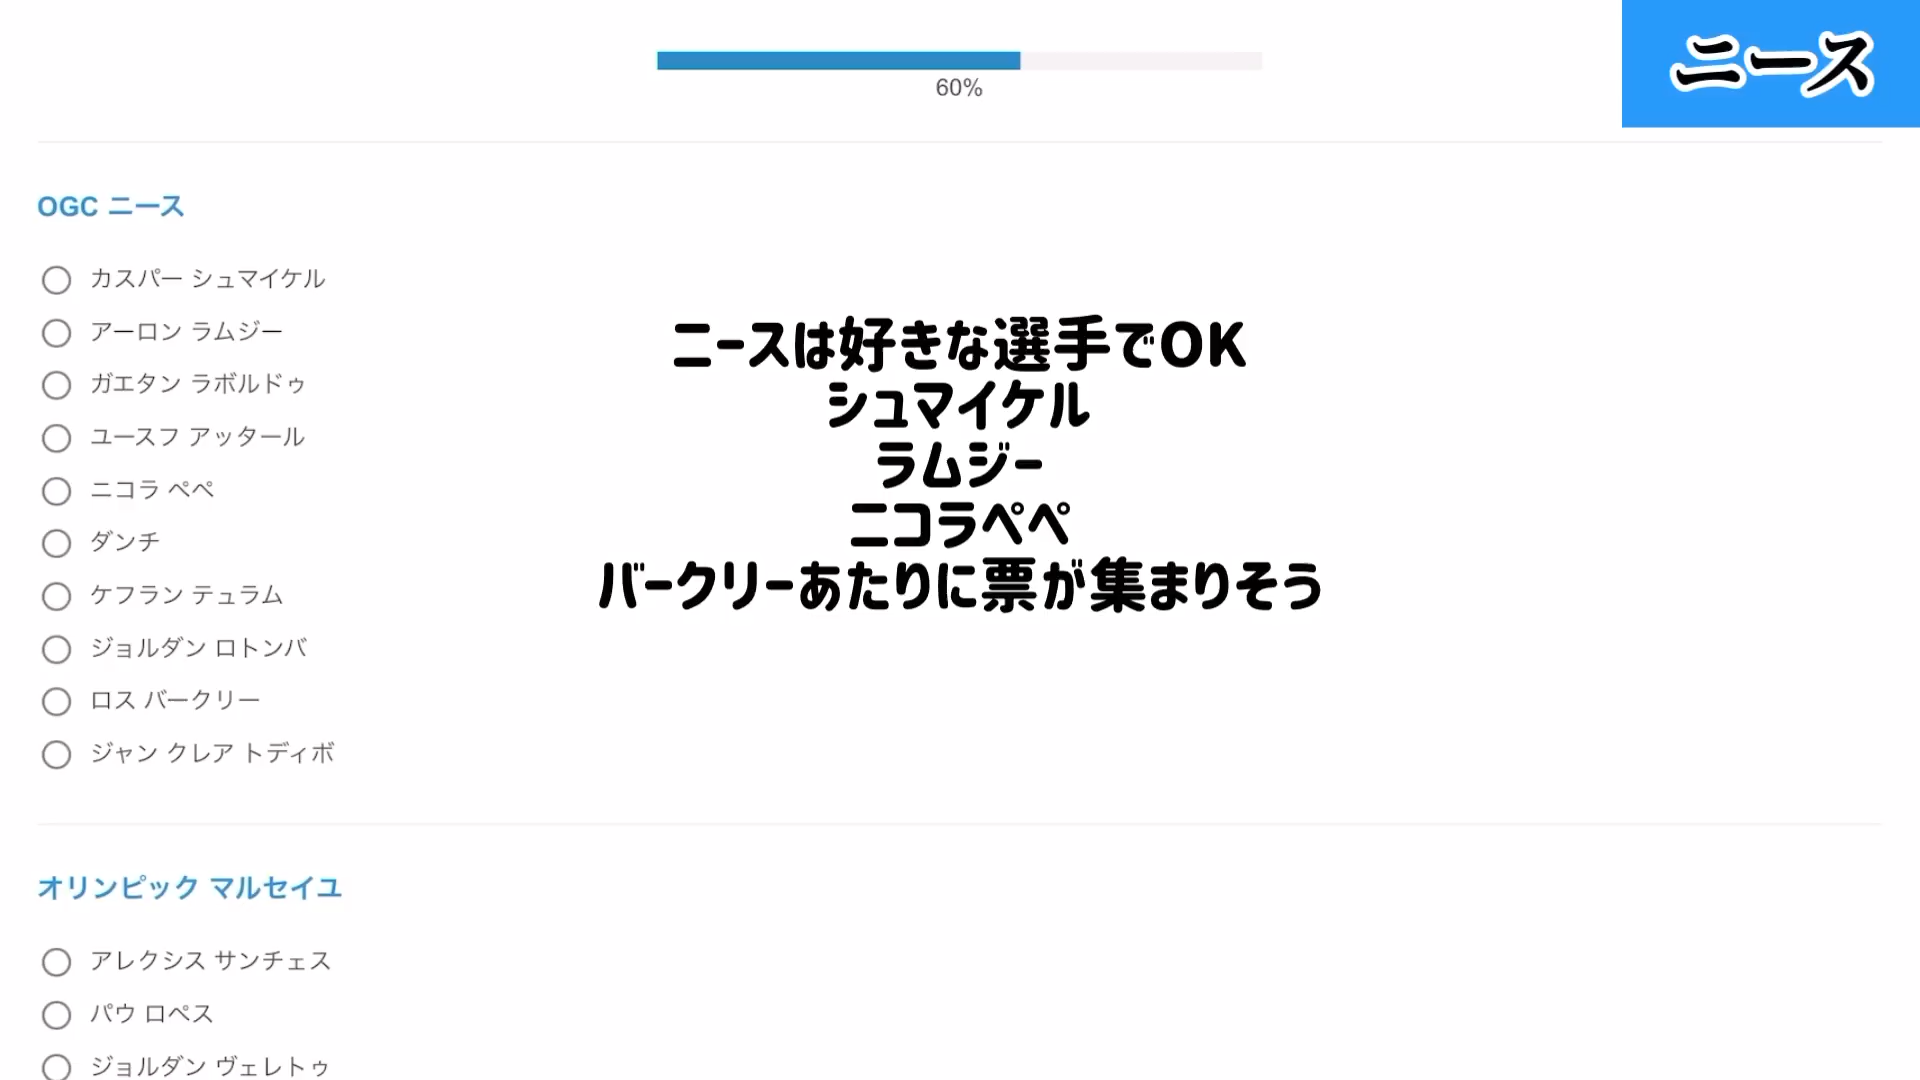 60%
ニース
OGC ニース
カスパー シュマイケル
アーロン ラムジー
ガエタン ラボルドゥ
ユースフ アッタール
ニコラ ペペ
ダンチ
ケフラン テュラム
ジョルダン ロトンバ
ロス バークリー
ジャン クレア トディボ
ニースは好きな選手でOK
シュマイケル
ラムジー
ニコラペペ
バークリーあたりに票が集まりそう
オリンピック マルセイユ
アレクシス サンチェス
パウ ロペス
ジョルダン ヴェレトゥ